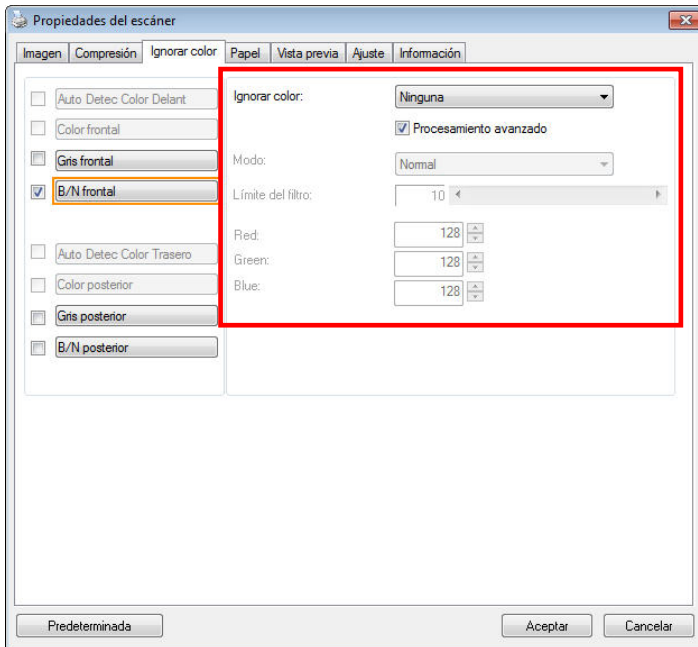 Propiedades del escáner
Imagen Compresión Ignorar color Papel Vista previa Ajuste Información
Auto Detec Color Delant
Color frontal
Gris frontal
B/N frontal
Auto Detec Color Trasero
Color posterior
Gris posterior
B/N posterior
Ignorar color: Ninguna
Procesamiento avanzado
Modo: Normal
Límite del filtro: 10
Red: 128
Green: 128
Blue: 128
Predeterminada Aceptar Cancelar